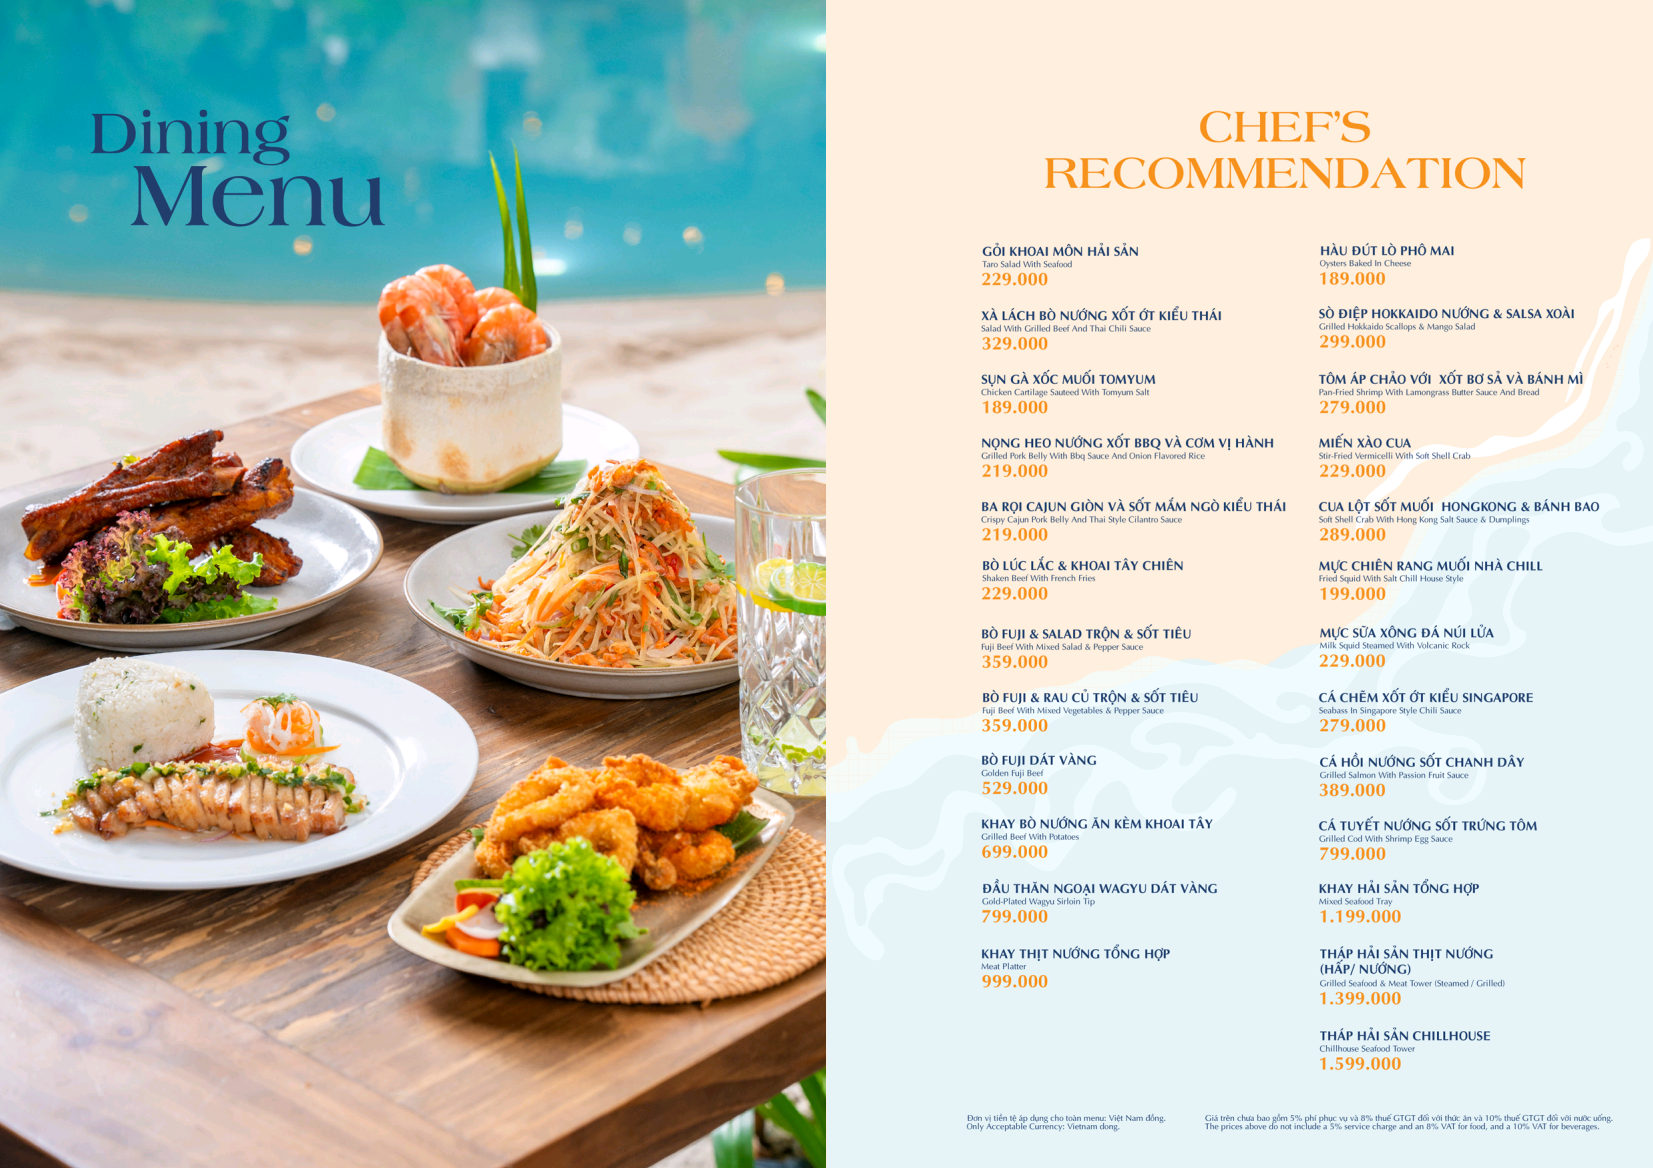 Dining
Menu
CHEF'S
RECOMMENDATION
GỎI KHOAI MÔN HẢI SẢN
Taro Salad With Seafood
229.000
XÀ LÁCH BÒ NƯỚNG XỐT ỚT KIỂU THÁI
Salad With Grilled Beef And Thai Chili Sauce
329.000
SỤN GÀ XỐC MUỐI TOMYUM
Chicken Cartilage Sauteed With Tomyum Salt
189.000
NỌNG HEO NƯỚNG XỐT BBQ VÀ CƠM VỊ HÀNH
Grilled Pork Belly With Bbq Sauce And Onion Flavored Rice
219.000
BA RỌI CAJUN GIÒN VÀ SỐT MẮM NGÒ KIỂU THÁI
Crispy Cajun Pork Belly And Thai Style Cilantro Sauce
219.000
BÒ LÚC LẮC & KHOAI TÂY CHIÊN
Shaken Beef With French Fries
229.000
BÒ FUJI & SALAD TRỘN & SỐT TIÊU
Fuji Beef With Mixed Salad & Pepper Sauce
359.000
BÒ FUJI & RAU CỦ TRỘN & SỐT TIÊU
Fuji Beef With Mixed Vegetables & Pepper Sauce
359.000
BÒ FUJI DÁT VÀNG
Golden Fuji Beef
529.000
KHAY BÒ NƯỚNG ĂN KÈM KHOAI TÂY
Grilled Beef With Potatoes
699.000
ĐẦU THĂN NGOẠI WAGYU DÁT VÀNG
Gold-Plated Wagyu Sirloin Tip
799.000
KHAY THỊT NƯỚNG TỔNG HỢP
Meat Platter
999.000
HÀU ĐÚT LÒ PHÔ MAI
Oysters Baked In Cheese
189.000
SÒ ĐIỆP HOKKAIDO NƯỚNG & SALSA XOÀI
Grilled Hokkaido Scallops & Mango Salad
299.000
TÔM ÁP CHẢO VỚI XỐT BƠ SẢ VÀ BÁNH MÌ
Pan-Fried Shrimp With Lamongrass Butter Sauce And Bread
279.000
MIẾN XÀO CUA
Stir-Fried Vermicelli With Soft Shell Crab
229.000
CUA LỘT SỐT MUỐI HONGKONG & BÁNH BAO
Soft Shell Crab With Hong Kong Salt Sauce & Dumplings
289.000
MỰC CHIÊN RANG MUỐI NHÀ CHILL
Fried Squid With Salt Chill House Style
199.000
MỰC SỮA XÔNG ĐÁ NÚI LỬA
Milk Squid Steamed With Volcanic Rock
229.000
CÁ CHẼM XỐT ỚT KIỂU SINGAPORE
Seabass In Singapore Style Chili Sauce
279.000
CÁ HỒI NƯỚNG SỐT CHANH DÂY
Grilled Salmon With Passion Fruit Sauce
389.000
CÁ TUYẾT NƯỚNG SỐT TRỨNG TÔM
Grilled Cod With Shrimp Egg Sauce
799.000
KHAY HẢI SẢN TỔNG HỢP
Mixed Seafood Tray
1.199.000
THÁP HẢI SẢN THỊT NƯỚNG
(HẤP/ NƯỚNG)
Grilled Seafood & Meat Tower (Steamed / Grilled)
1.399.000
THÁP HẢI SẢN CHILLHOUSE
Chillhouse Seafood Tower
1.599.000
Đơn vị tiền tệ áp dụng cho toàn menu: Việt Nam đồng.
Only Acceptable Currency: Vietnam dong.
Giá trên chưa bao gồm 5% phí phục vụ và 8% thuế GTGT đối với thức ăn và 10% thuế GTGT đối với nước uống.
The prices above do not include a 5% service charge and an 8% VAT for food, and a 10% VAT for beverages.